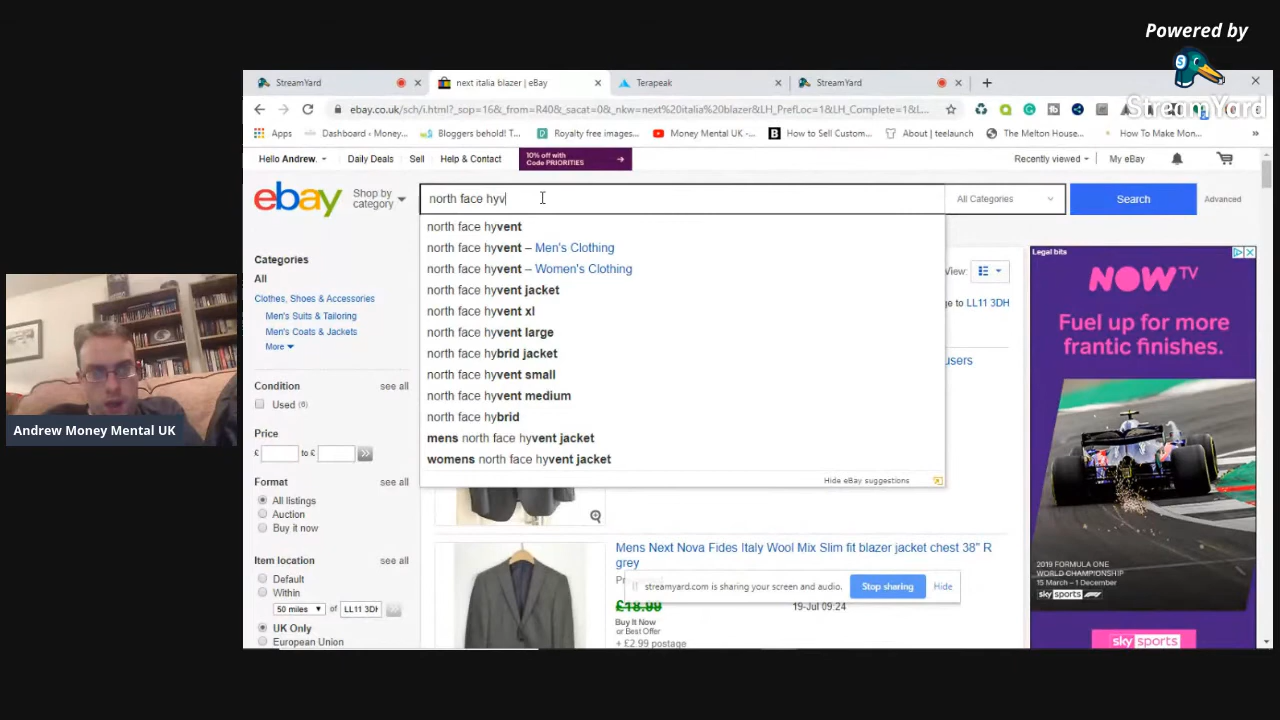 Powered by
StreamYard
StreamYard
next italia blazer | eBay
Terapeak
StreamYard
ebay.co.uk/sch/i.html?_sop=16&_from=R40&_sacat=0&_nkw=next%20italia%20blazer&LH_PrefLoc=1&LH_Complete=1&L...
Apps
Dashboard ‹ Money...
Bloggers behold! T...
Royalty free images...
Money Mental UK -...
How to Sell Custom...
About | teelaunch
The Melton House...
How To Make Mon...
Hello Andrew.
Daily Deals
Sell
Help & Contact
10% off with
Code PRIORITIES
Recently viewed
My eBay
ebay
Shop by
category
north face hyv
All Categories
Search
Advanced
north face hyvent
north face hyvent – Men's Clothing
north face hyvent – Women's Clothing
north face hyvent jacket
north face hyvent xl
north face hyvent large
north face hybrid jacket
north face hyvent small
north face hyvent medium
north face hybrid
mens north face hyvent jacket
womens north face hyvent jacket
Hide eBay suggestions
Categories
All
Clothes, Shoes & Accessories
Men's Suits & Tailoring
Men's Coats & Jackets
More
Condition
see all
Used (6)
Price
£
to £
Format
see all
All listings
Auction
Buy it now
Item location
see all
Default
Within
50 miles
of
LL11 3DH
UK Only
European Union
View:
ge to LL11 3DH
users
Mens Next Nova Fides Italy Wool Mix Slim fit blazer jacket chest 38" R
grey
streamyard.com is sharing your screen and audio.
Stop sharing
Hide
£18.99
19-Jul 09:24
Buy It Now
or Best Offer
+ £2.99 postage
Legal bits
NOW TV
Fuel up for more
frantic finishes.
2019 FORMULA ONE
WORLD CHAMPIONSHIP
15 March – 1 December
sky sports F1
sky sports
Andrew Money Mental UK